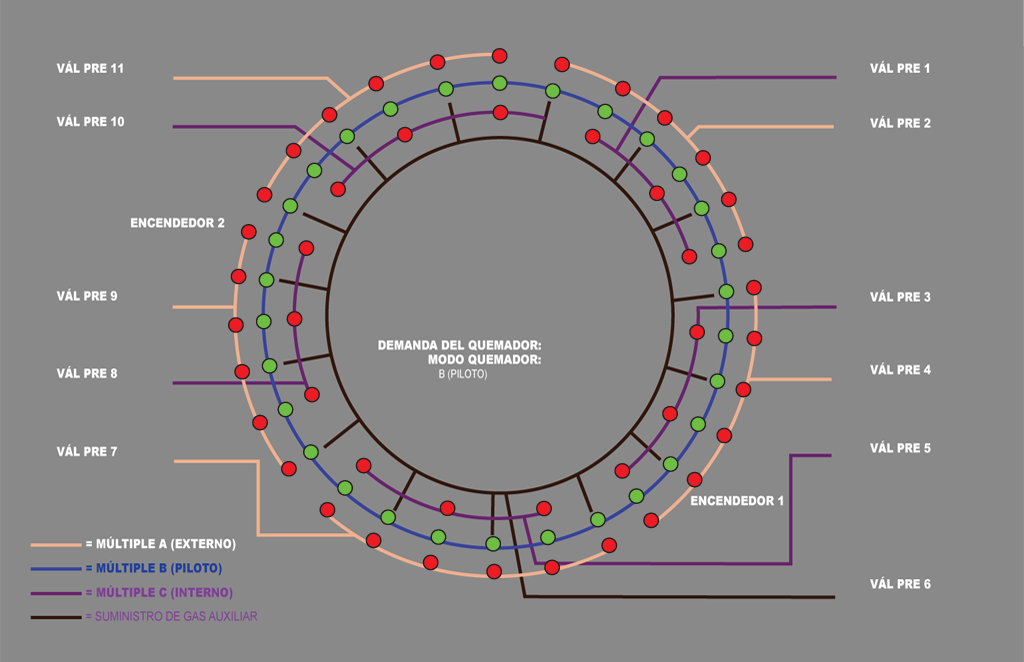 VÁL PRE 11
VÁL PRE 1
VÁL PRE 10
VÁL PRE 2
ENCENDEDOR 2
VÁL PRE 9
VÁL PRE 3
DEMANDA DEL QUEMADOR:
MODO QUEMADOR:
B (PILOTO)
VÁL PRE 8
VÁL PRE 4
VÁL PRE 7
VÁL PRE 5
ENCENDEDOR 1
= MÚLTIPLE A (EXTERNO)
= MÚLTIPLE B (PILOTO)
= MÚLTIPLE C (INTERNO)
= SUMINISTRO DE GAS AUXILIAR
VÁL PRE 6